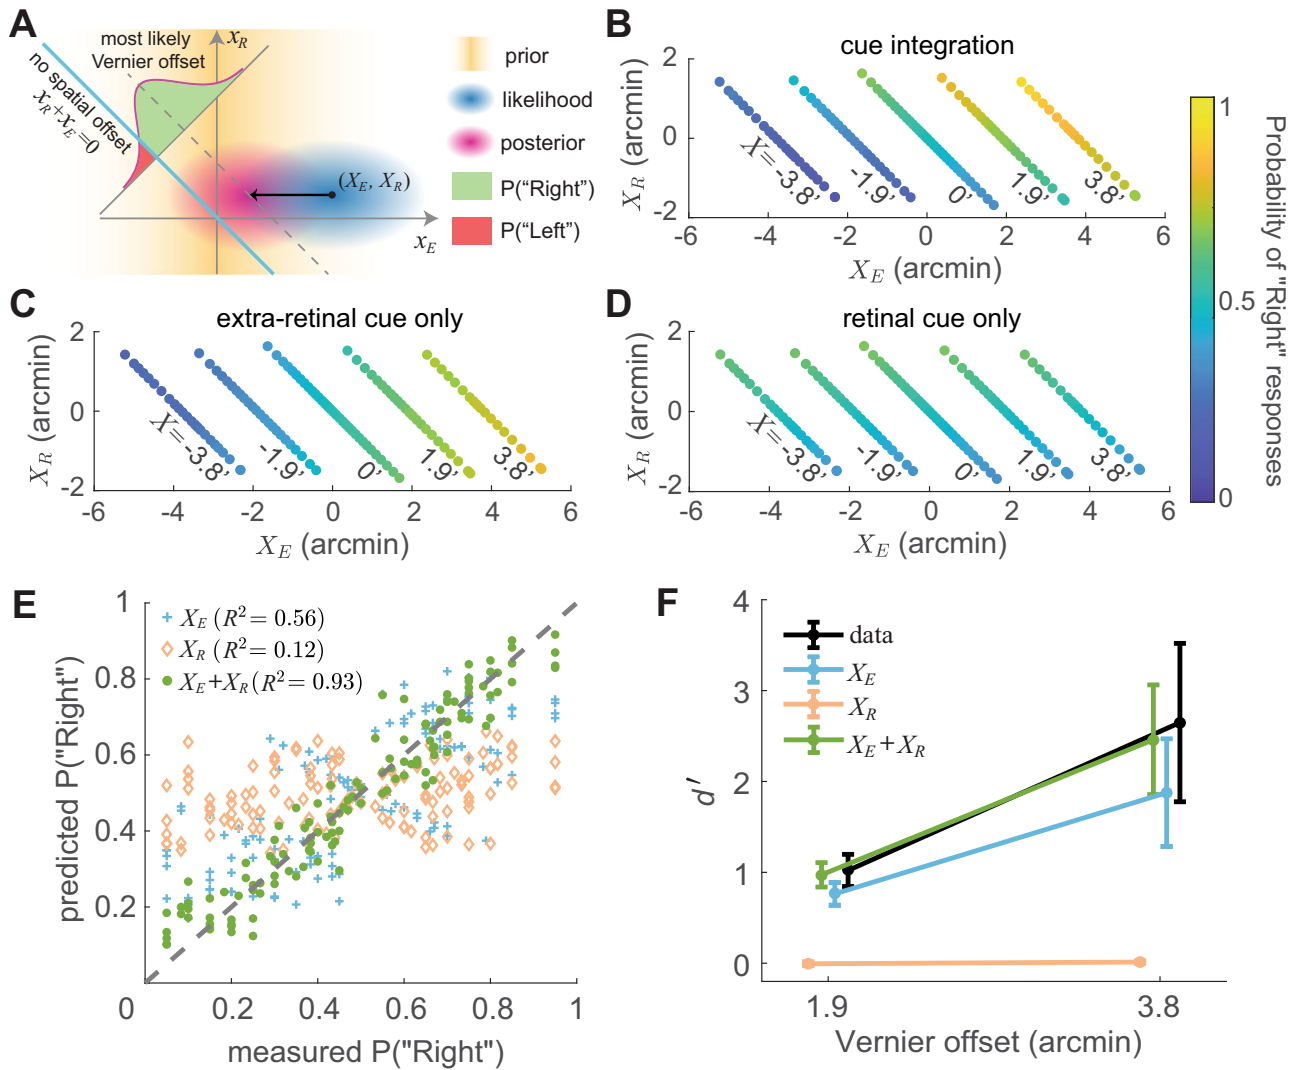 A
most likely
Vernier offset
no spatial offset
x_R+x_E=0
x_R
x_E
(X_E, X_R)
prior
likelihood
posterior
P("Right")
P("Left")
B
cue integration
2
0
-2
X_R (arcmin)
X=-3.8'
-1.9'
0'
1.9'
3.8'
-6
-4
-2
0
2
4
6
X_E (arcmin)
1
0.5
0
Probability of "Right" responses
C
extra-retinal cue only
2
0
-2
X_R (arcmin)
X=-3.8'
-1.9'
0'
1.9'
3.8'
-6
-4
-2
0
2
4
6
X_E (arcmin)
D
retinal cue only
2
0
-2
X_R (arcmin)
X=-3.8'
-1.9'
0'
1.9'
3.8'
-6
-4
-2
0
2
4
6
X_E (arcmin)
E
X_E (R²= 0.56)
X_R (R²= 0.12)
X_E+X_R (R²= 0.93)
1
0.8
0.6
0.4
0.2
predicted P("Right")
0
0.2
0.4
0.6
0.8
1
measured P("Right")
F
data
X_E
X_R
X_E+X_R
4
3
2
1
0
d′
1.9
3.8
Vernier offset (arcmin)